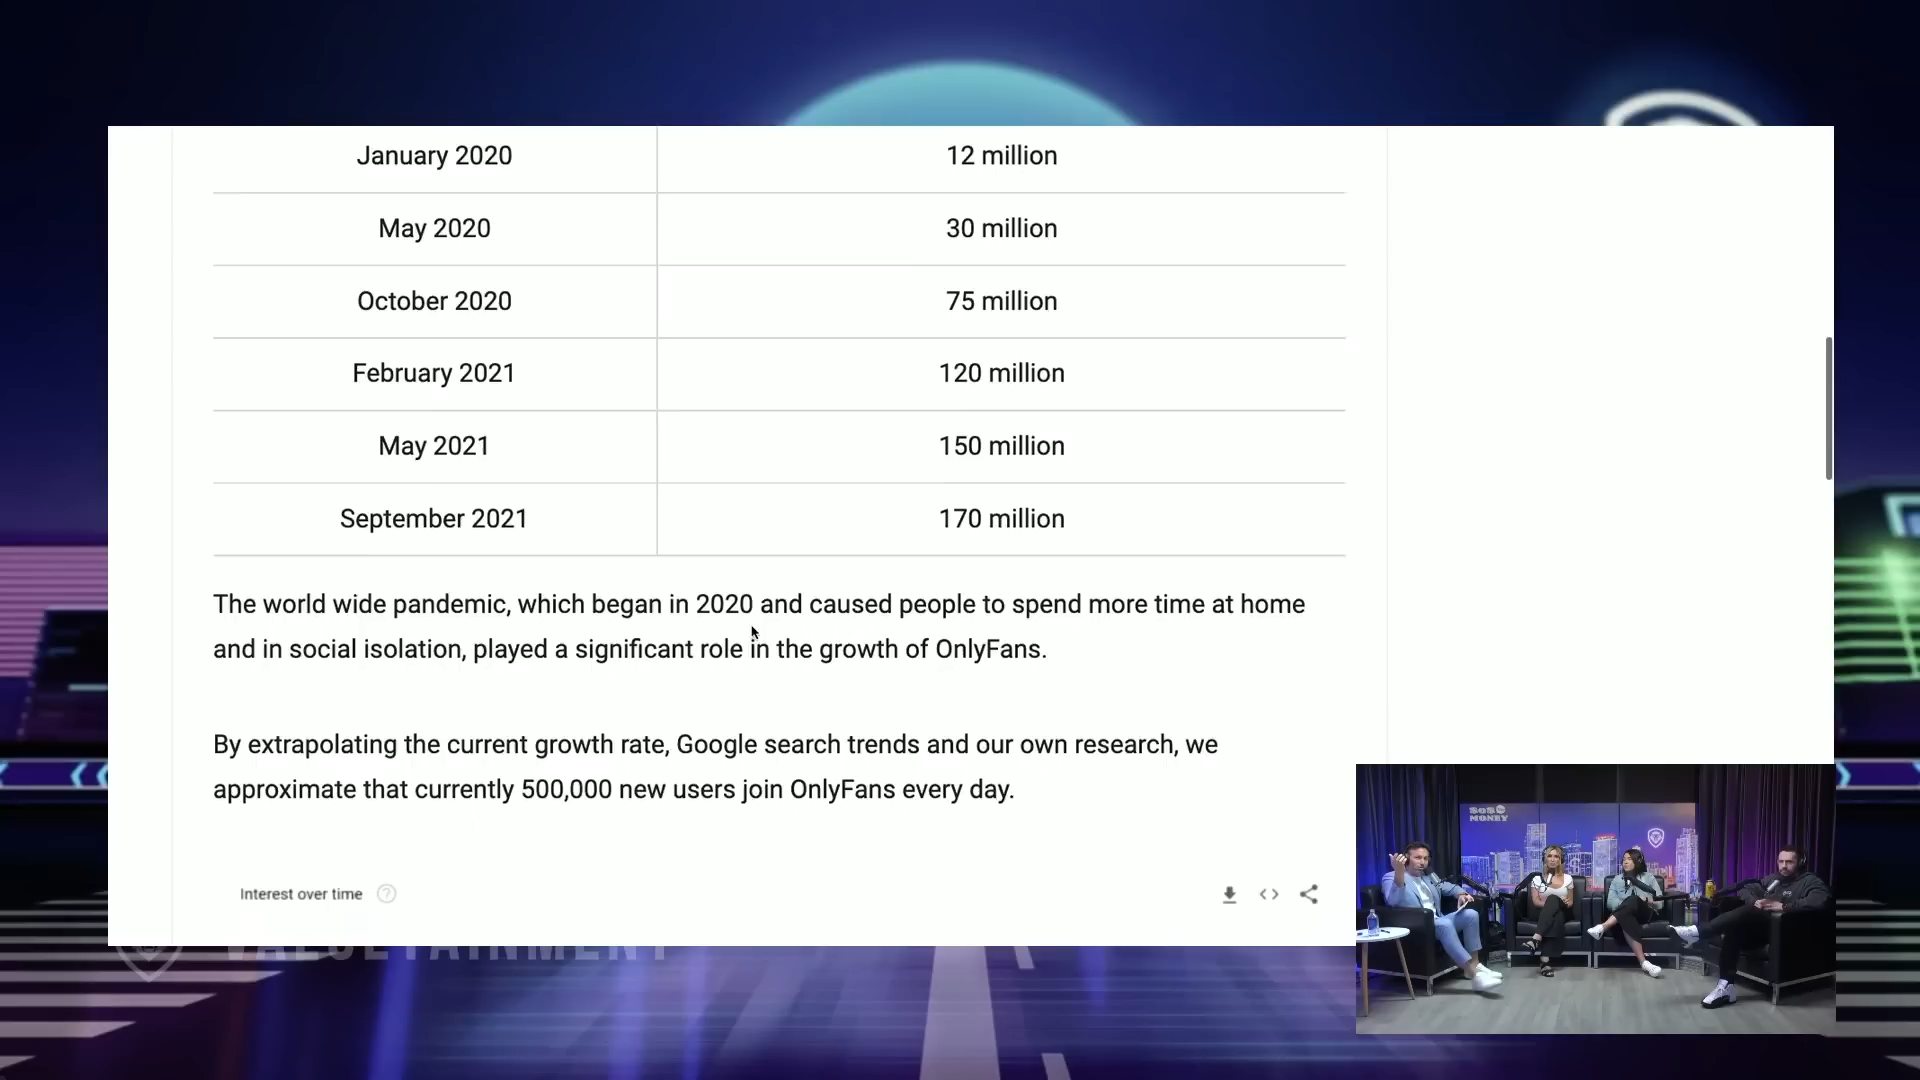 January 2020 12 million
May 2020 30 million
October 2020 75 million
February 2021 120 million
May 2021 150 million
September 2021 170 million
The world wide pandemic, which began in 2020 and caused people to spend more time at home
and in social isolation, played a significant role in the growth of OnlyFans.
By extrapolating the current growth rate, Google search trends and our own research, we
approximate that currently 500,000 new users join OnlyFans every day.
Interest over time ?
SOS
MONEY
VALUETAINMENT